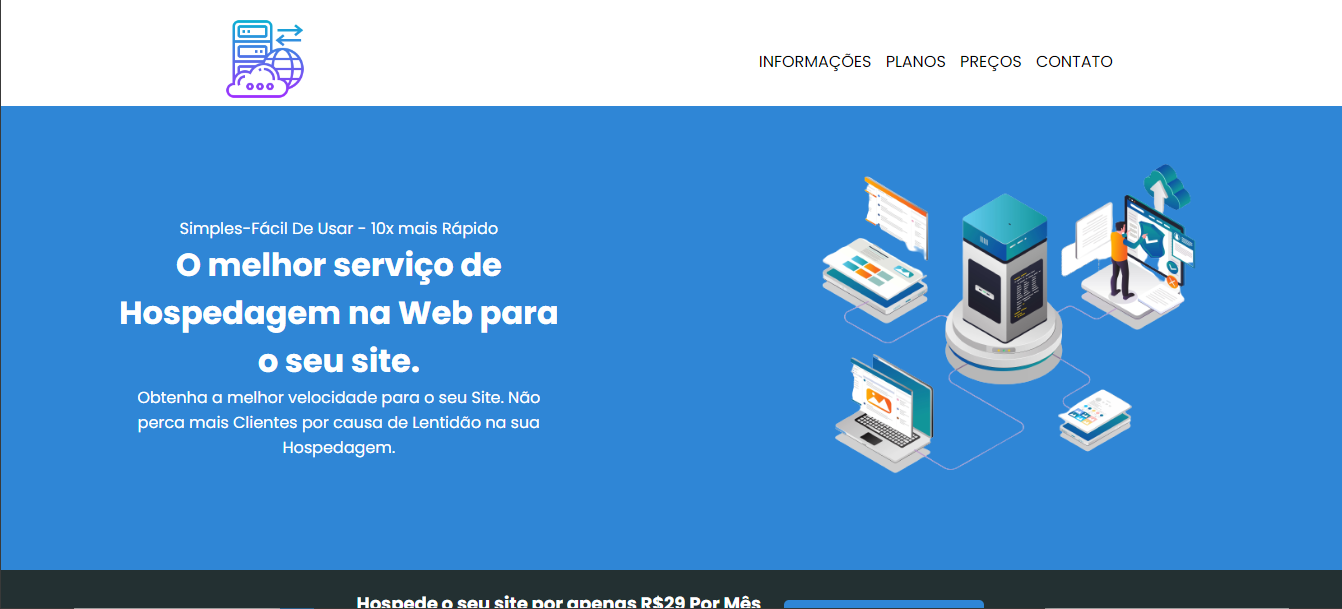 INFORMAÇÕES PLANOS PREÇOS CONTATO
Simples-Fácil De Usar - 10x mais Rápido
O melhor serviço de
Hospedagem na Web para
o seu site.
Obtenha a melhor velocidade para o seu Site. Não
perca mais Clientes por causa de Lentidão na sua
Hospedagem.
Hospede o seu site por apenas R$29 Por Mês